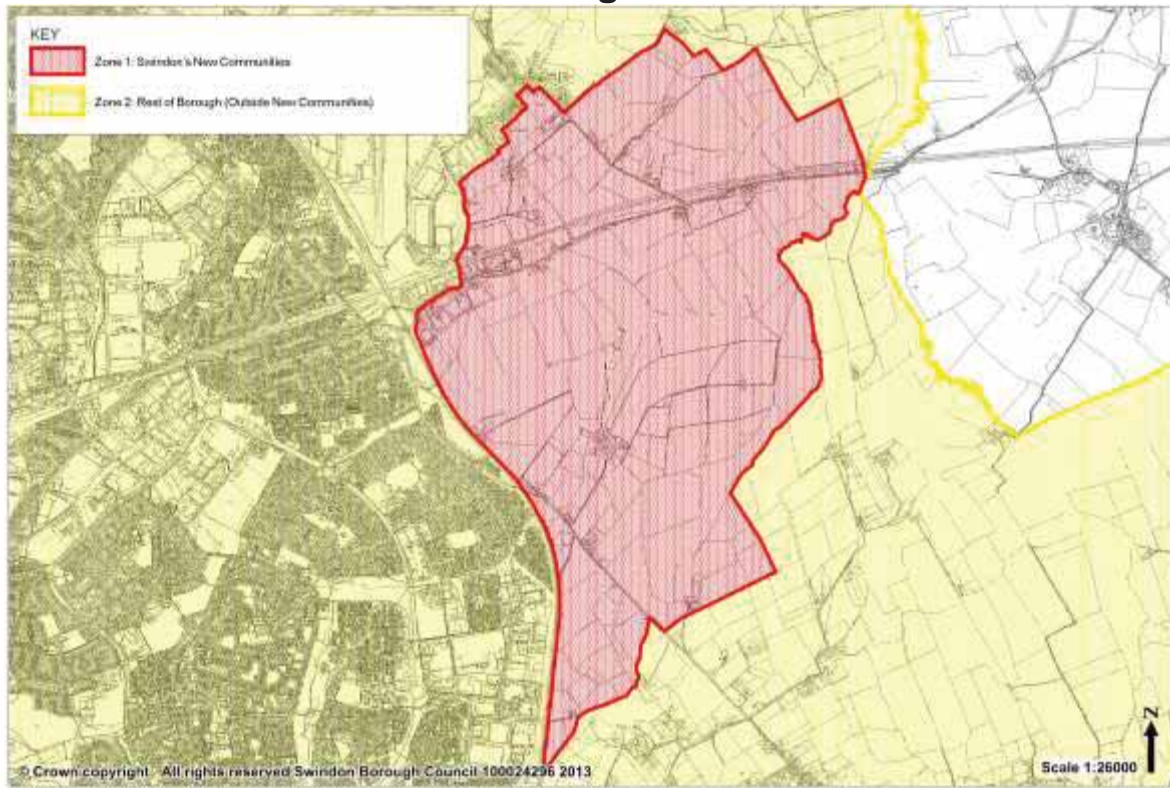 KEY
Zone 1: Swindon's New Communities
Zone 2: Rest of Borough (Outside New Communities)
© Crown copyright All rights reserved Swindon Borough Council 100024296 2013
Scale 1:26000
N